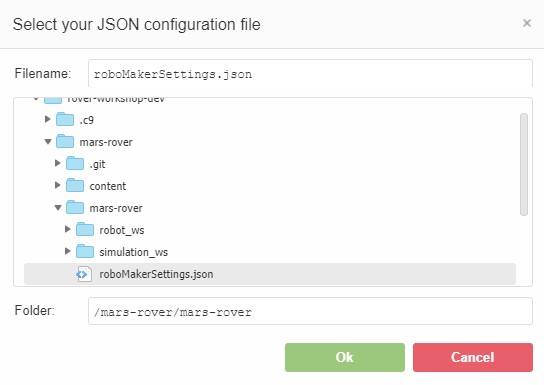 Select your JSON configuration file ×
Filename: roboMakerSettings.json
rover-workshop-dev
.c9
mars-rover
.git
content
mars-rover
robot_ws
simulation_ws
roboMakerSettings.json
Folder: /mars-rover/mars-rover
Ok Cancel